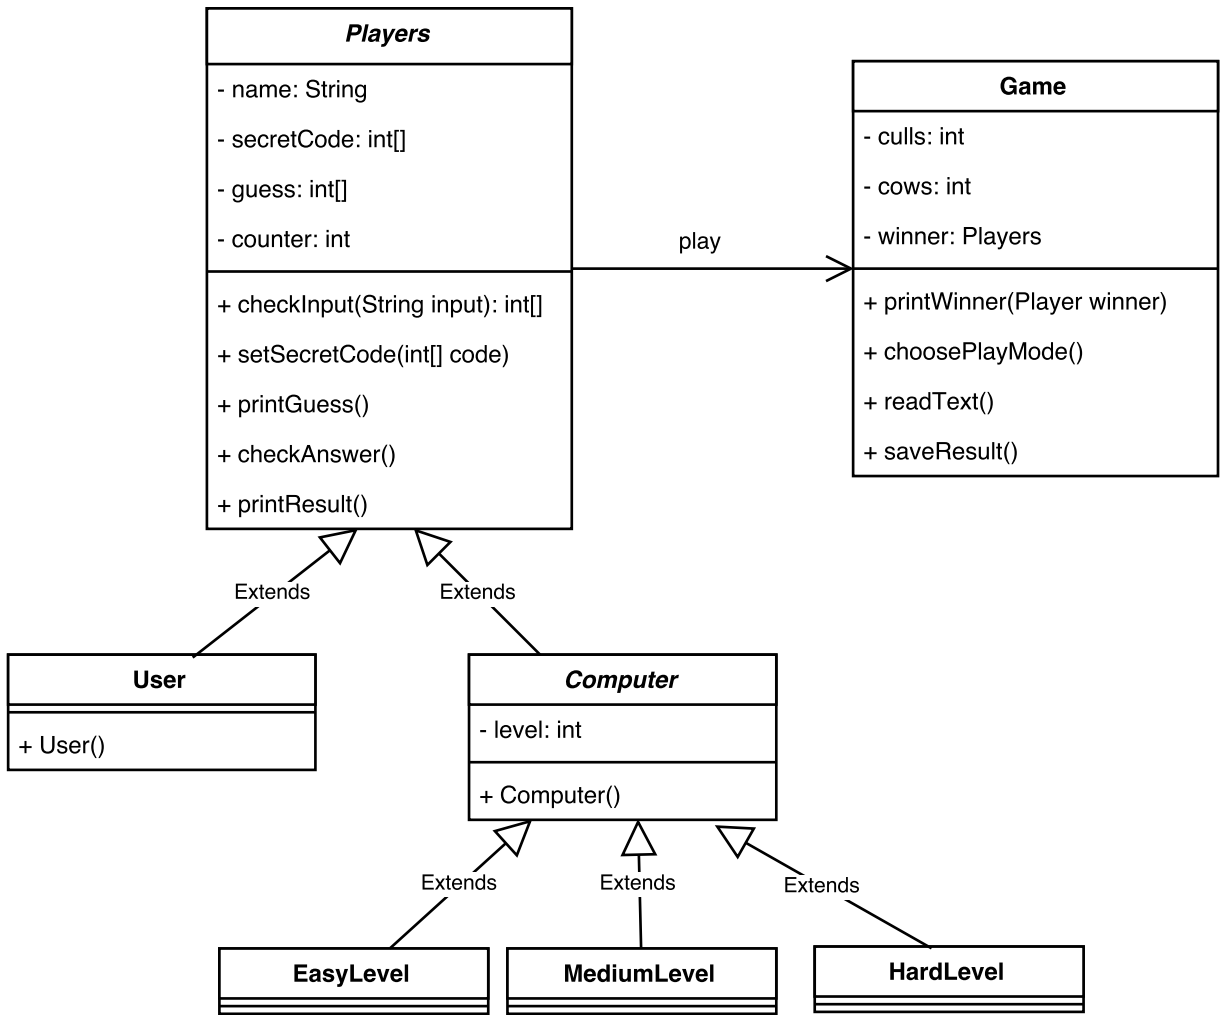 Players
- name: String
- secretCode: int[]
- guess: int[]
- counter: int
+ checkInput(String input): int[]
+ setSecretCode(int[] code)
+ printGuess()
+ checkAnswer()
+ printResult()
play
Game
- culls: int
- cows: int
- winner: Players
+ printWinner(Player winner)
+ choosePlayMode()
+ readText()
+ saveResult()
Extends
Extends
User
+ User()
Computer
- level: int
+ Computer()
Extends
Extends
Extends
EasyLevel
MediumLevel
HardLevel